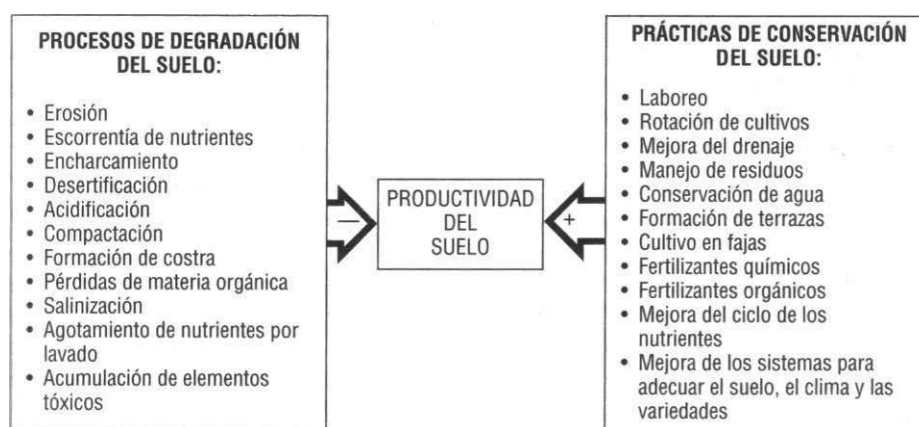 PROCESOS DE DEGRADACIÓN
DEL SUELO:
• Erosión
• Escorrentía de nutrientes
• Encharcamiento
• Desertificación
• Acidificación
• Compactación
• Formación de costra
• Pérdidas de materia orgánica
• Salinización
• Agotamiento de nutrientes por
lavado
• Acumulación de elementos
tóxicos
—
PRODUCTIVIDAD
DEL
SUELO
+
PRÁCTICAS DE CONSERVACIÓN
DEL SUELO:
• Laboreo
• Rotación de cultivos
• Mejora del drenaje
• Manejo de residuos
• Conservación de agua
• Formación de terrazas
• Cultivo en fajas
• Fertilizantes químicos
• Fertilizantes orgánicos
• Mejora del ciclo de los
nutrientes
• Mejora de los sistemas para
adecuar el suelo, el clima y las
variedades